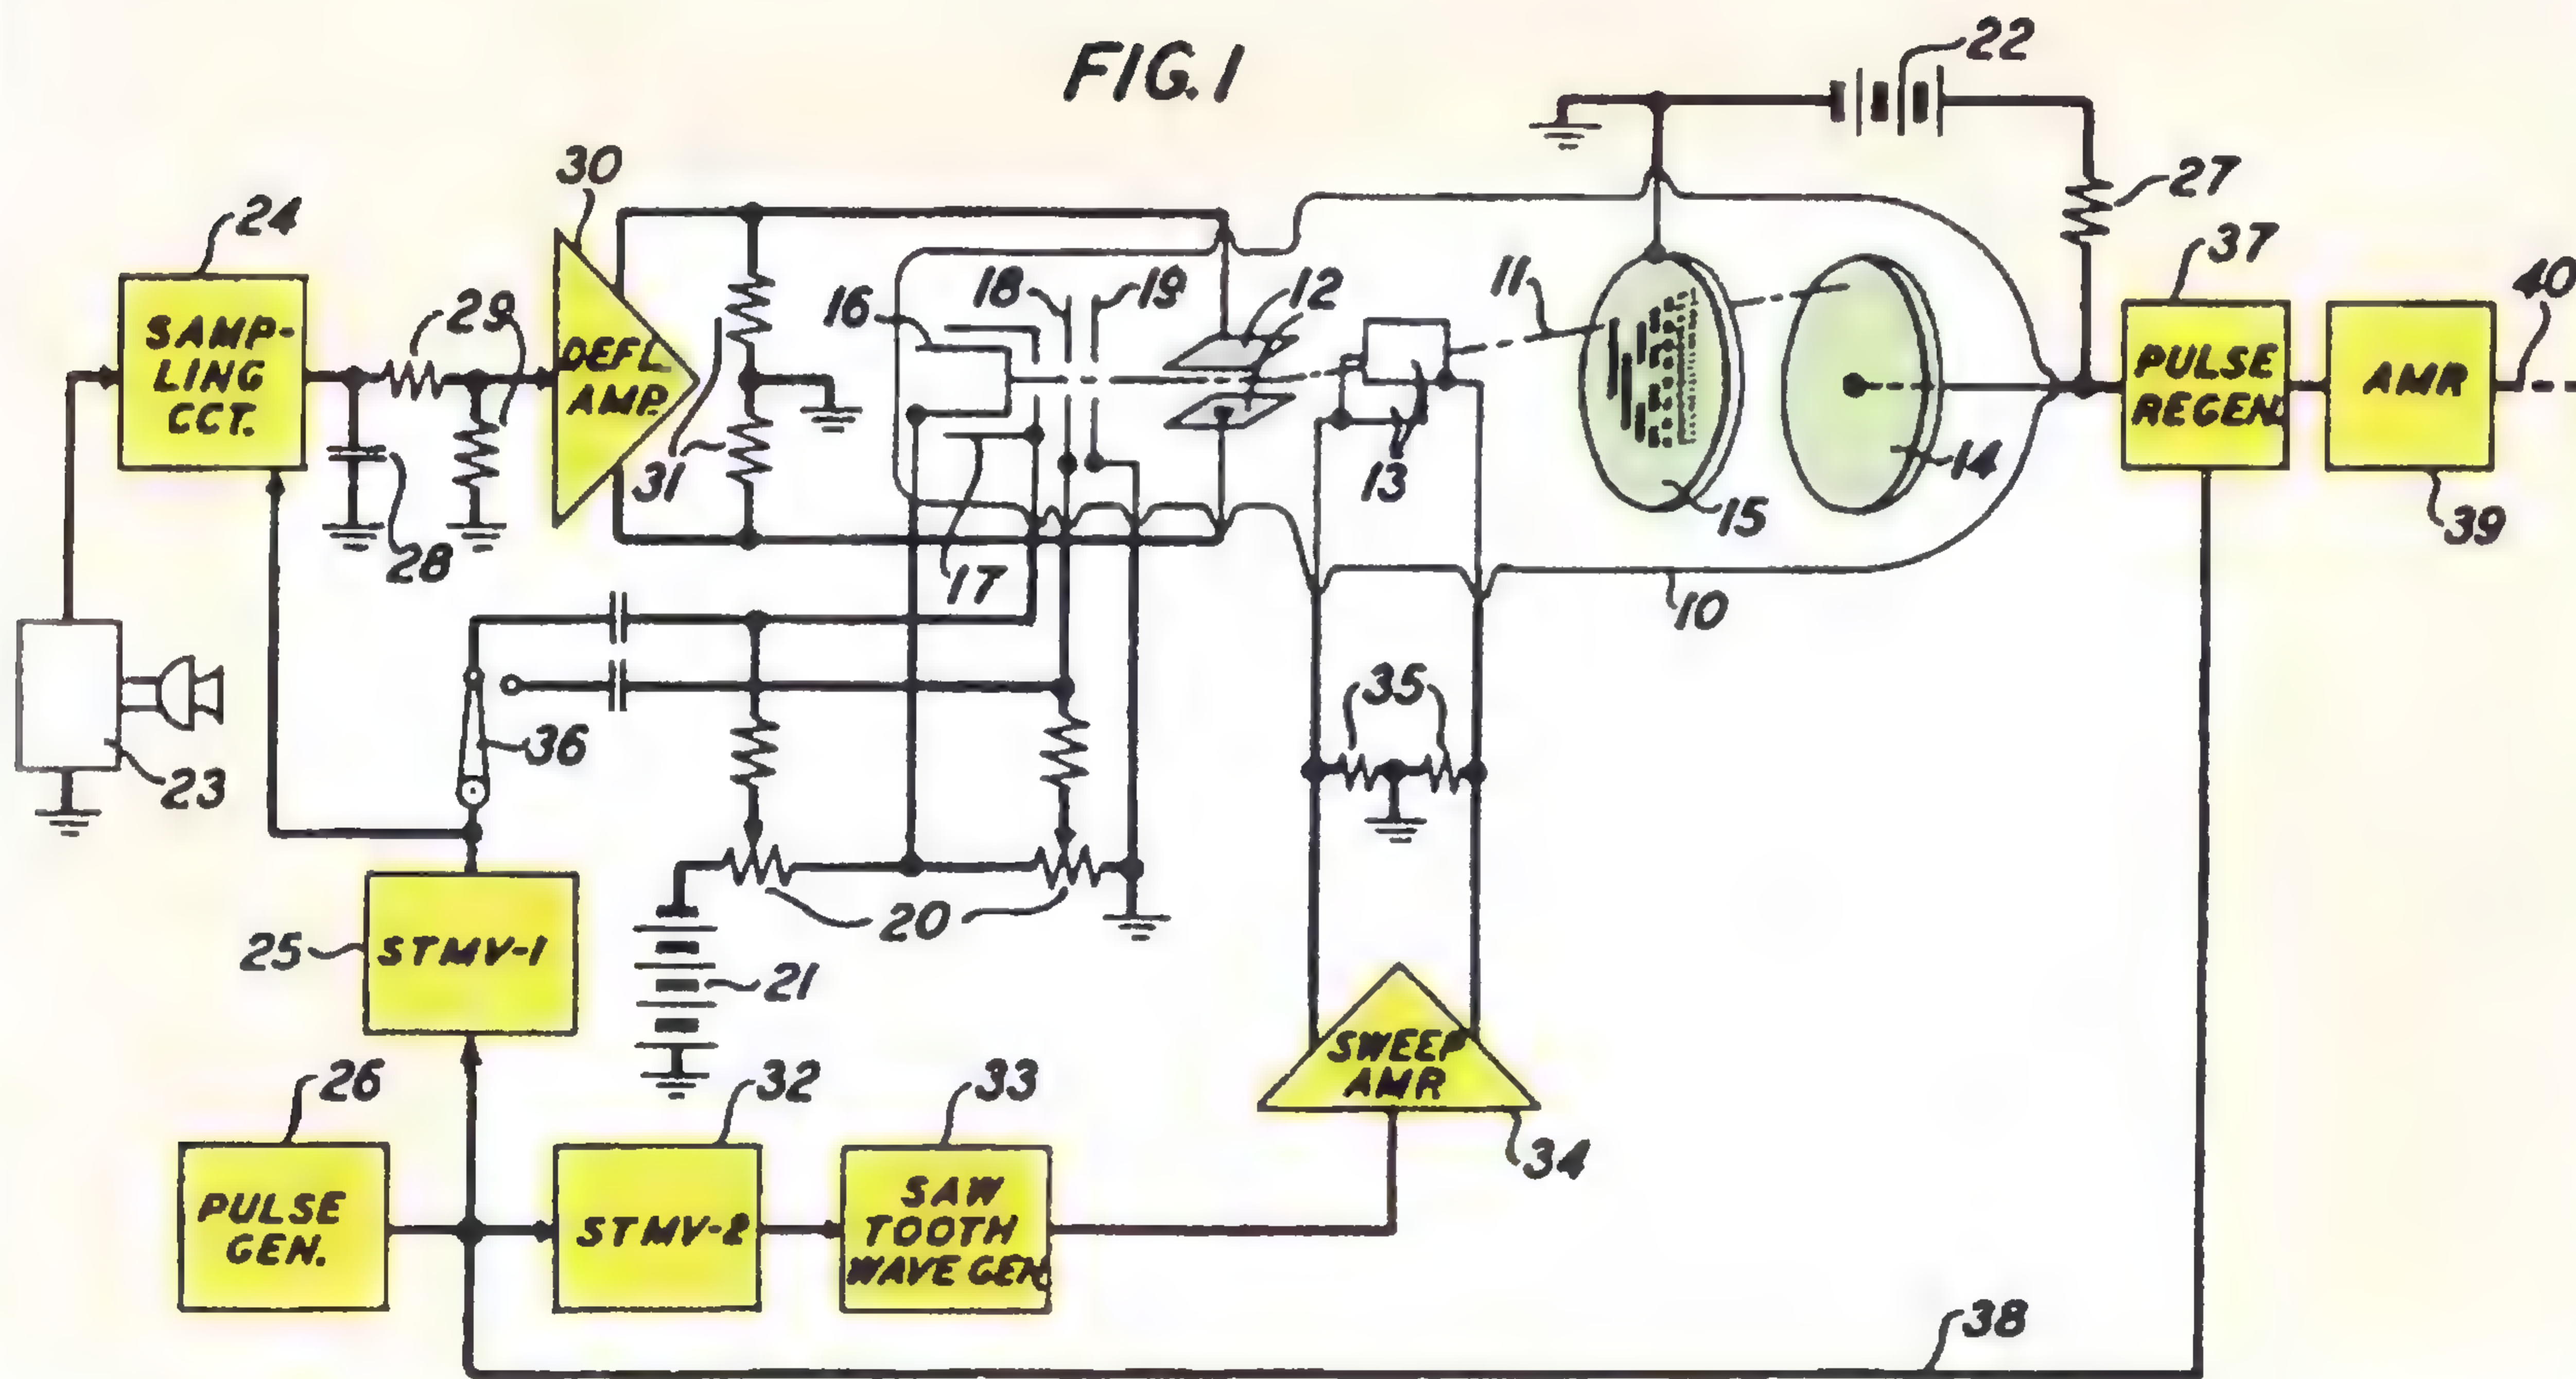 FIG. 1
22
30
27
24
37
40
29
18
19
12
11
16
SAMP-
LING
CCT.
DEFL.
AMP.
PULSE
REGEN.
AMR
31
13
15
14
39
28
17
10
36
35
23
20
25
STMV-1
21
SWEEP
AMR
26
32
33
34
PULSE
GEN.
STMV-2
SAW
TOOTH
WAVE GEN.
38